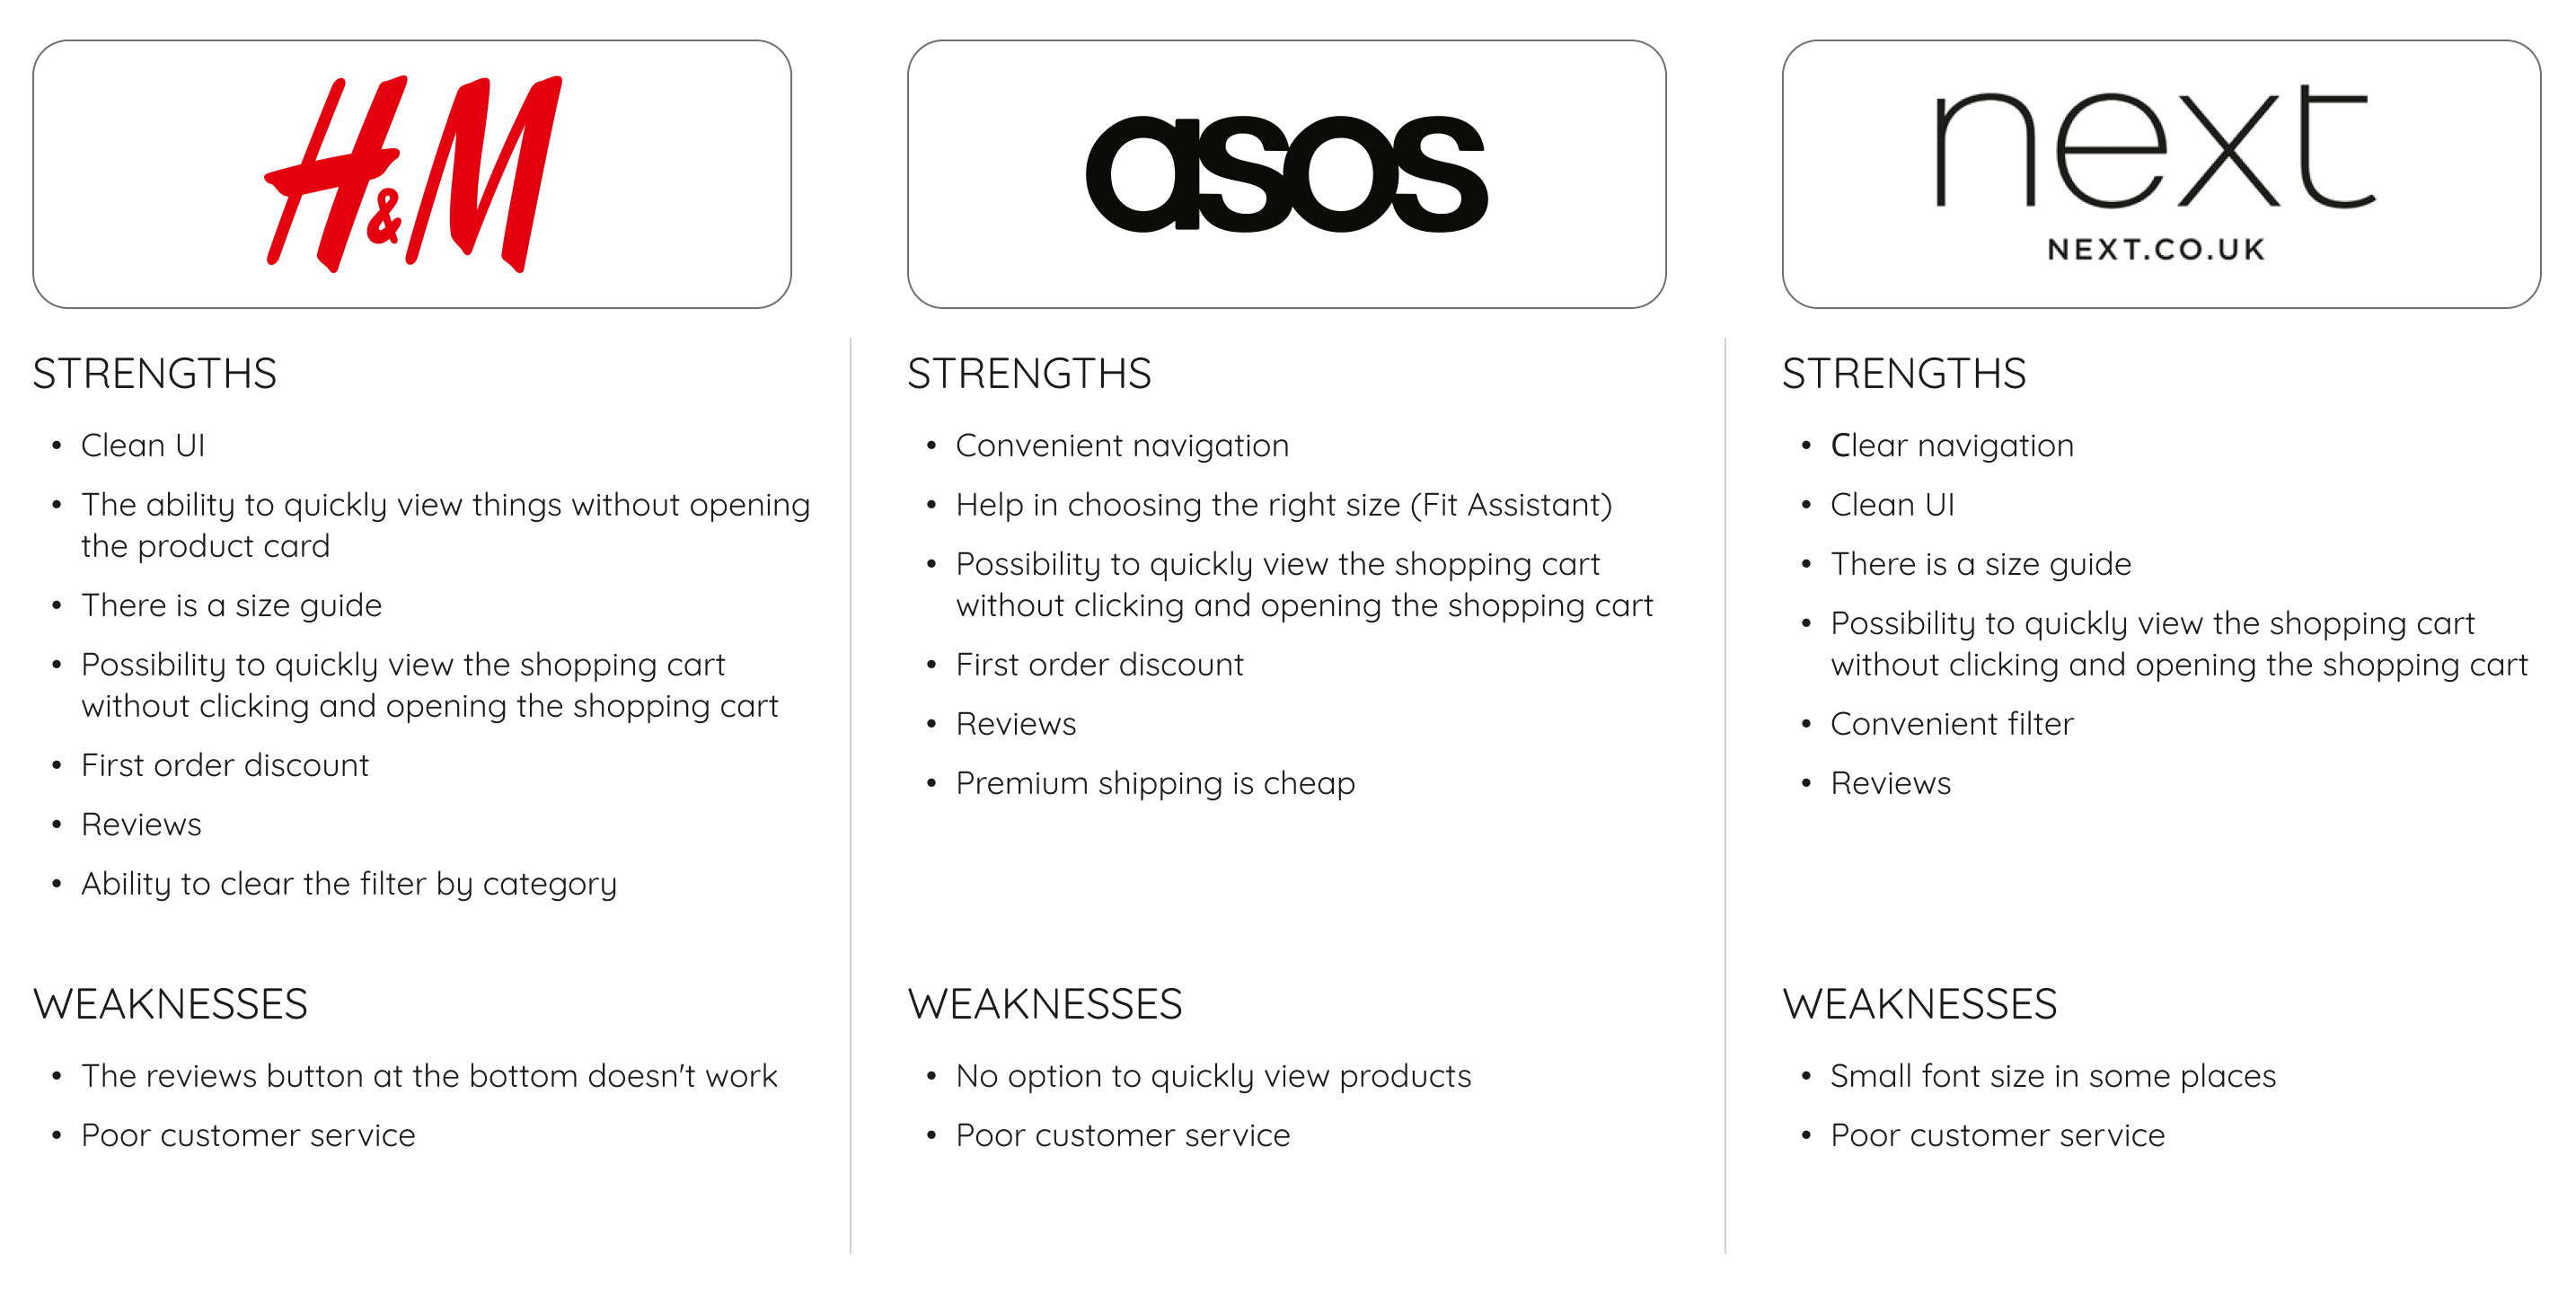 H&M
STRENGTHS
• Clean UI
• The ability to quickly view things without opening
the product card
• There is a size guide
• Possibility to quickly view the shopping cart
without clicking and opening the shopping cart
• First order discount
• Reviews
• Ability to clear the filter by category
WEAKNESSES
• The reviews button at the bottom doesn't work
• Poor customer service
asos
STRENGTHS
• Convenient navigation
• Help in choosing the right size (Fit Assistant)
• Possibility to quickly view the shopping cart
without clicking and opening the shopping cart
• First order discount
• Reviews
• Premium shipping is cheap
WEAKNESSES
• No option to quickly view products
• Poor customer service
next
NEXT.CO.UK
STRENGTHS
• Clear navigation
• Clean UI
• There is a size guide
• Possibility to quickly view the shopping cart
without clicking and opening the shopping cart
• Convenient filter
• Reviews
WEAKNESSES
• Small font size in some places
• Poor customer service